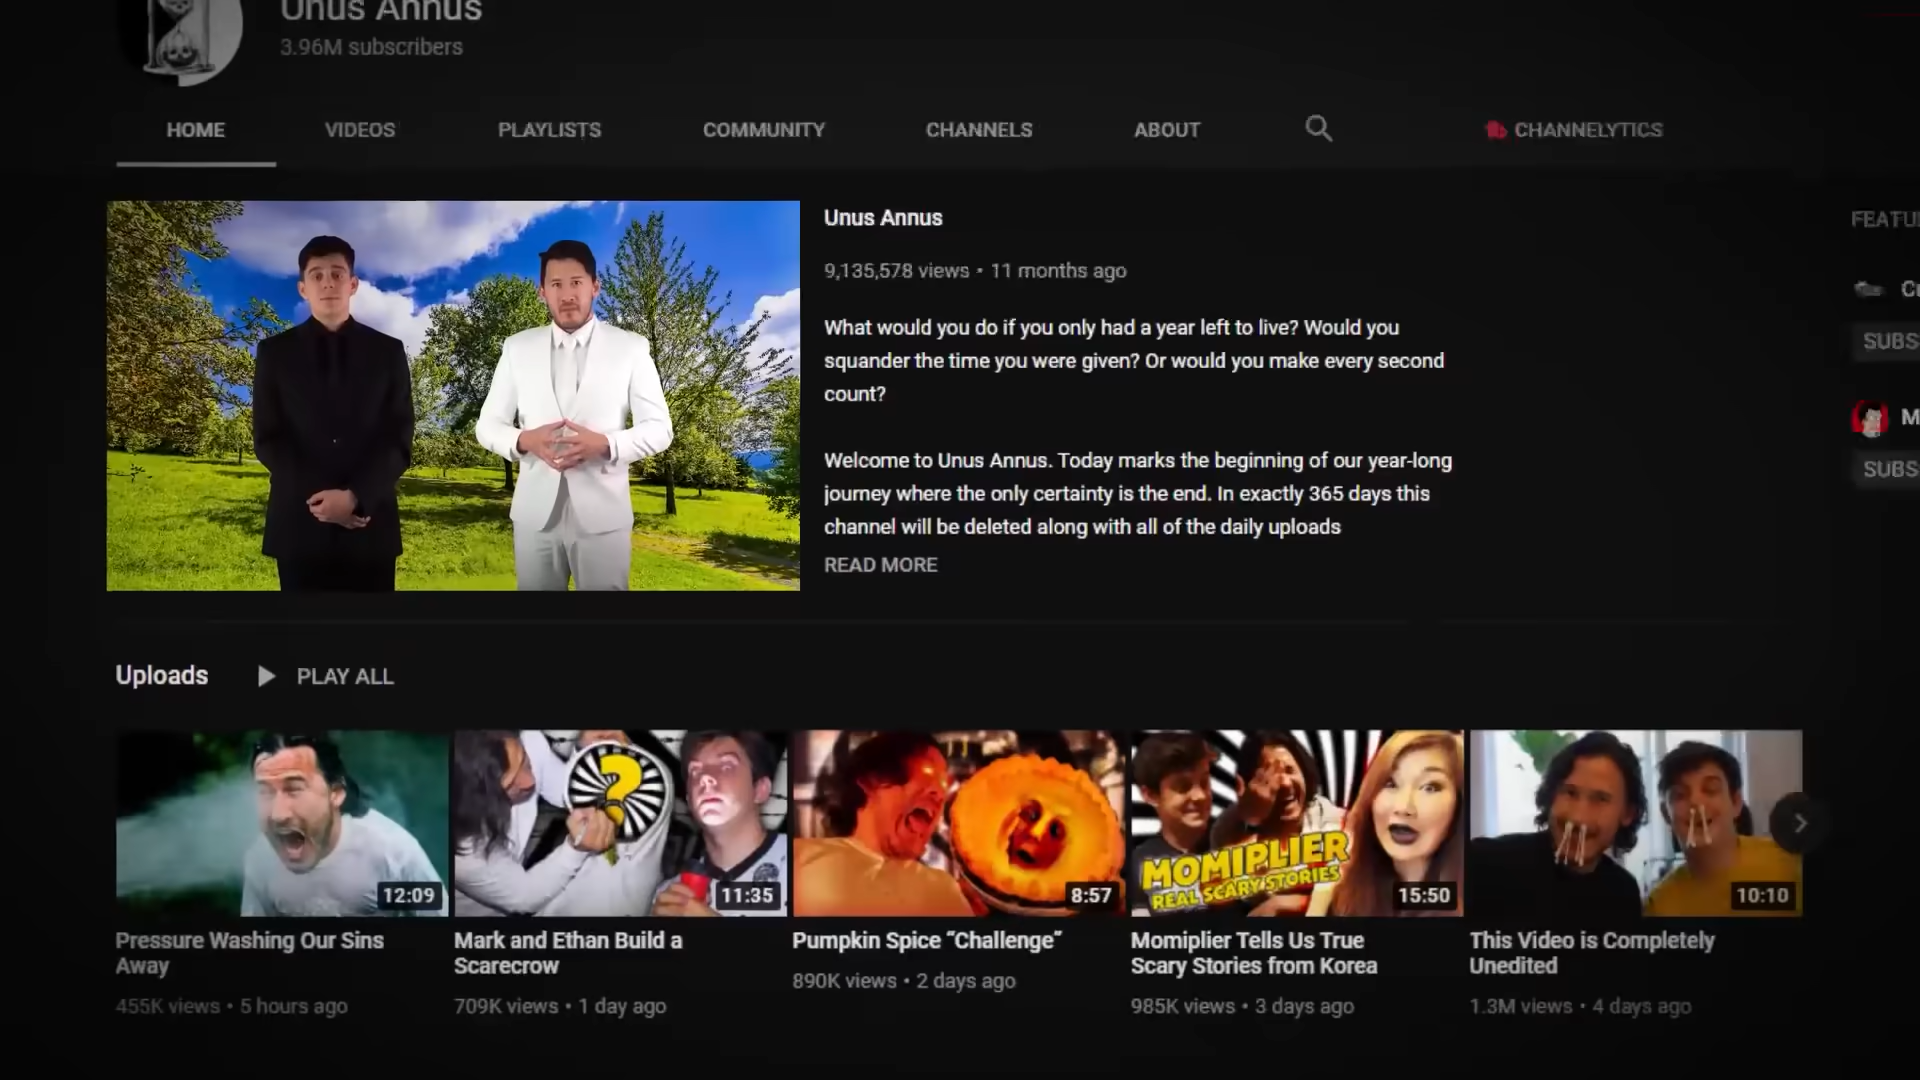 Unus Annus
3.96M subscribers
HOME
VIDEOS
PLAYLISTS
COMMUNITY
CHANNELS
ABOUT
CHANNELYTICS
Unus Annus
9,135,578 views • 11 months ago
What would you do if you only had a year left to live? Would you
squander the time you were given? Or would you make every second
count?
Welcome to Unus Annus. Today marks the beginning of our year-long
journey where the only certainty is the end. In exactly 365 days this
channel will be deleted along with all of the daily uploads
READ MORE
FEATU
SUBS
M
SUBS
Uploads
PLAY ALL
12:09
11:35
?
8:57
MOMIPLIER
REAL SCARY STORIES
15:50
10:10
Pressure Washing Our Sins
Away
455K views • 5 hours ago
Mark and Ethan Build a
Scarecrow
709K views • 1 day ago
Pumpkin Spice “Challenge”
890K views • 2 days ago
Momiplier Tells Us True
Scary Stories from Korea
985K views • 3 days ago
This Video is Completely
Unedited
1.3M views • 4 days ago